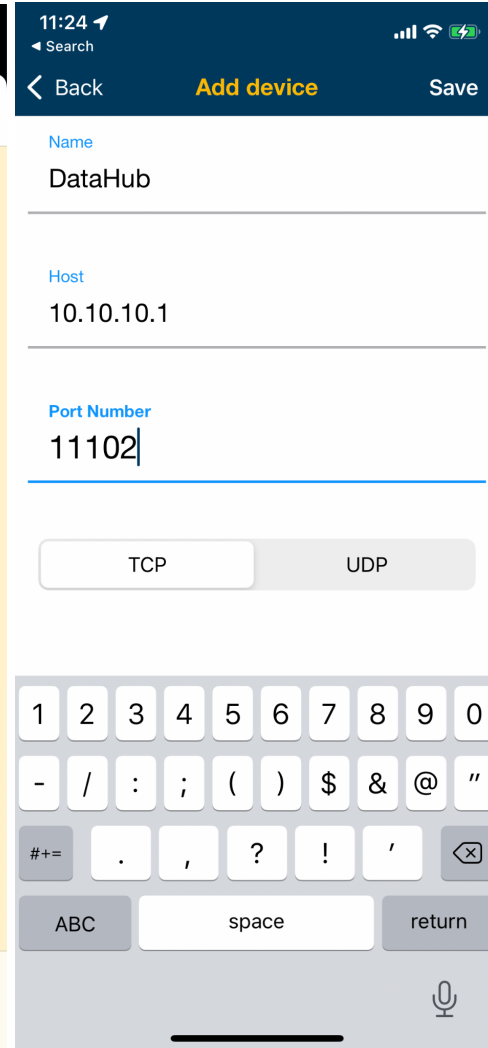 11:24
◀ Search
Back
Add device
Save
Name
DataHub
Host
10.10.10.1
Port Number
11102
TCP UDP
1 2 3 4 5 6 7 8 9 0
- / : ; ( ) $ & @ "
#+= . , ? ! '
ABC space return